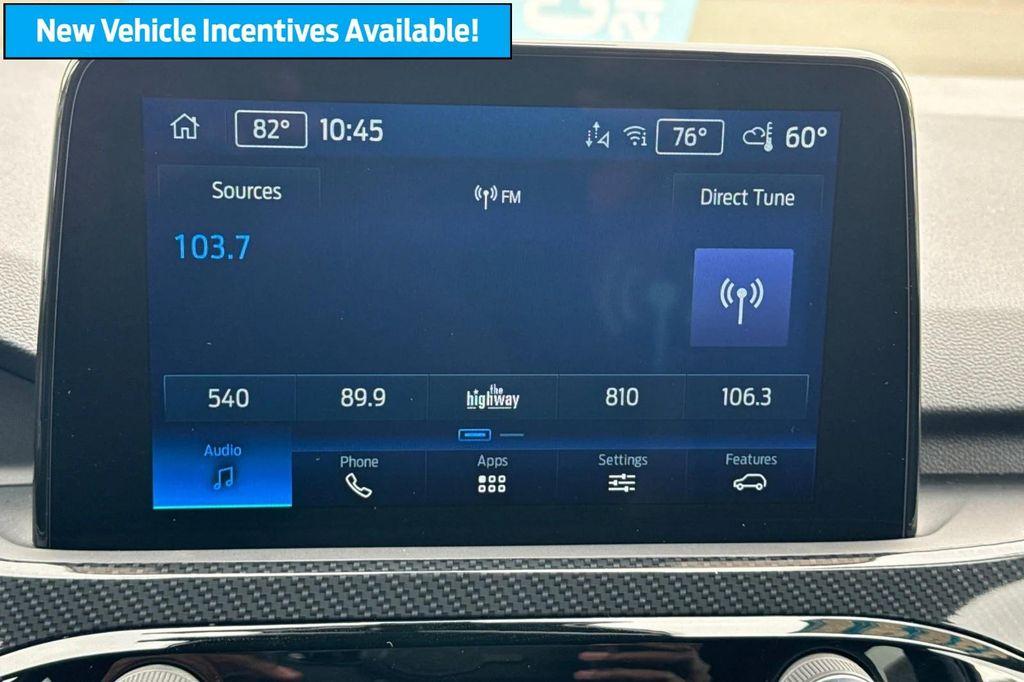 New Vehicle Incentives Available!
82° 10:45 76° 60°
Sources FM Direct Tune
103.7
540 89.9 the highway 810 106.3
Audio Phone Apps Settings Features